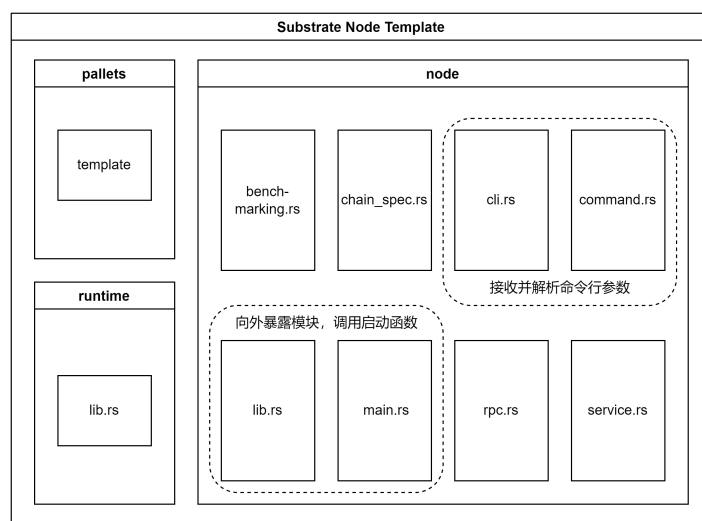 Substrate Node Template
pallets
template
runtime
lib.rs
node
bench-
marking.rs
chain_spec.rs
cli.rs
command.rs
接收并解析命令行参数
向外暴露模块，调用启动函数
lib.rs
main.rs
rpc.rs
service.rs